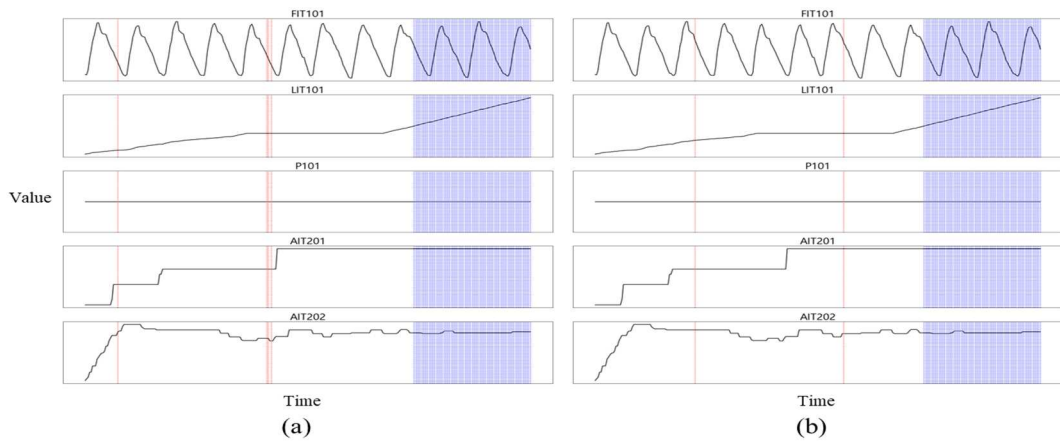 FIT101
LIT101
P101
Value
AIT201
AIT202
Time
(a)
FIT101
LIT101
P101
AIT201
AIT202
Time
(b)